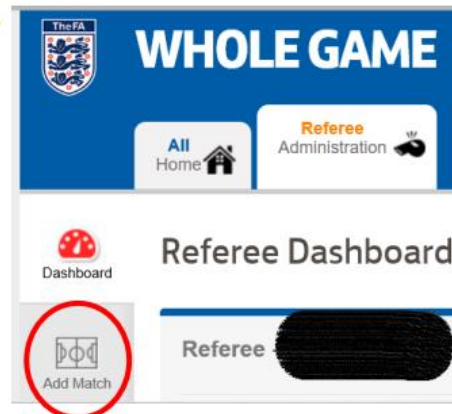 TheFA
WHOLE GAME
All
Home
Referee
Administration
Dashboard
Referee Dashboard
Referee
Add Match